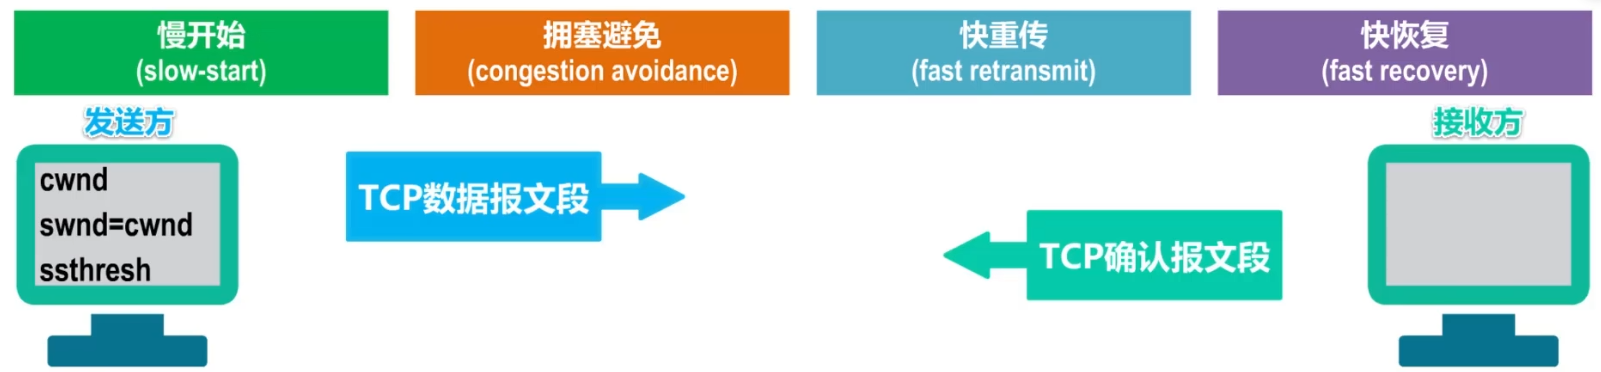 慢开始
(slow-start)
拥塞避免
(congestion avoidance)
快重传
(fast retransmit)
快恢复
(fast recovery)
发送方
接收方
cwnd
swnd=cwnd
ssthresh
TCP数据报文段
TCP确认报文段